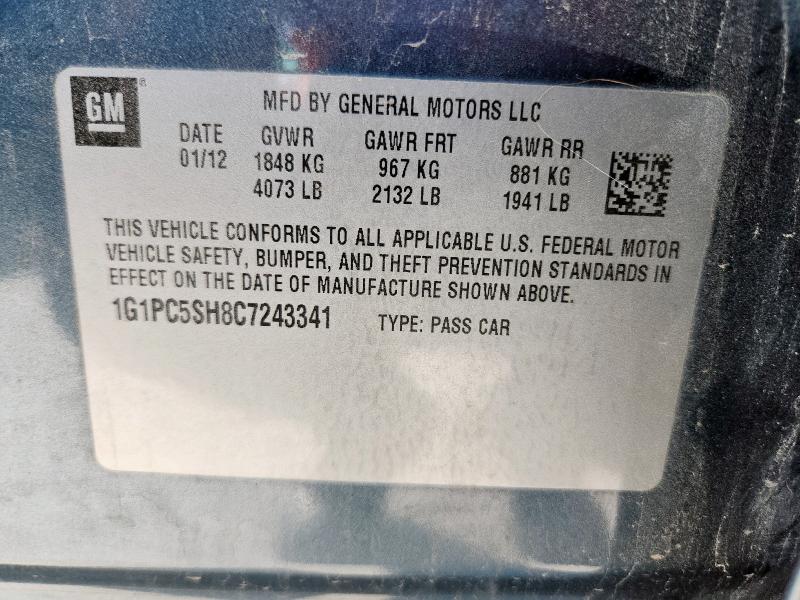 GM
MFD BY GENERAL MOTORS LLC
DATE GVWR GAWR FRT GAWR RR
01/12 1848 KG 967 KG 881 KG
4073 LB 2132 LB 1941 LB
THIS VEHICLE CONFORMS TO ALL APPLICABLE U.S. FEDERAL MOTOR
VEHICLE SAFETY, BUMPER, AND THEFT PREVENTION STANDARDS IN
EFFECT ON THE DATE OF MANUFACTURE SHOWN ABOVE.
1G1PC5SH8C7243341 TYPE: PASS CAR